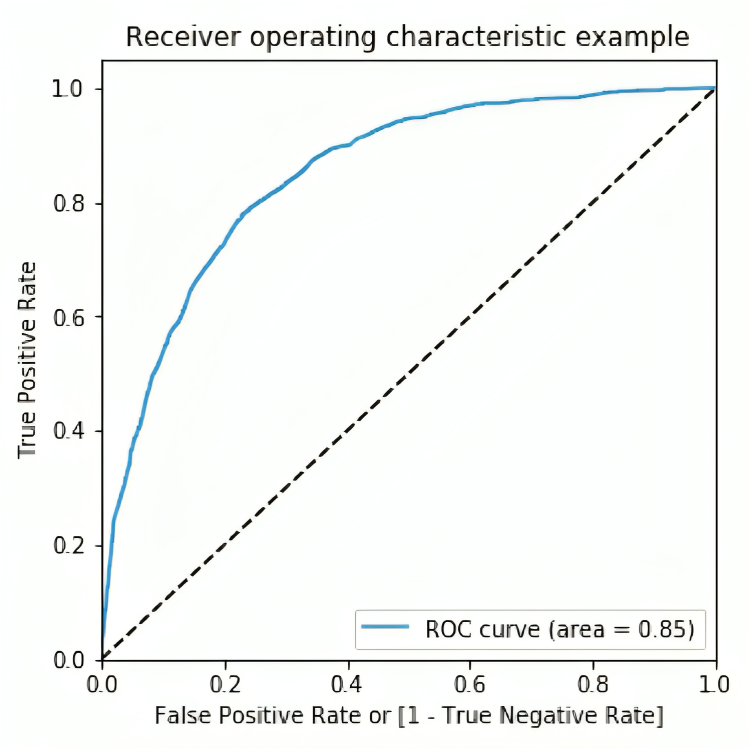 Receiver operating characteristic example
1.0
0.8
0.6
0.4
0.2
0.0
True Positive Rate
ROC curve (area = 0.85)
0.0 0.2 0.4 0.6 0.8 1.0
False Positive Rate or [1 - True Negative Rate]